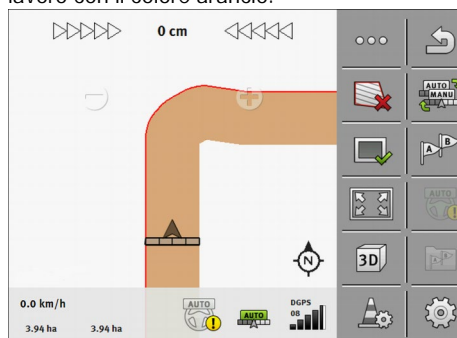 lavoro con il colore arancio.
0 cm
AUTO
MANU
A B
AUTO
3D
N
0.0 km/h
3.94 ha 3.94 ha
AUTO
AUTO
DGPS
08